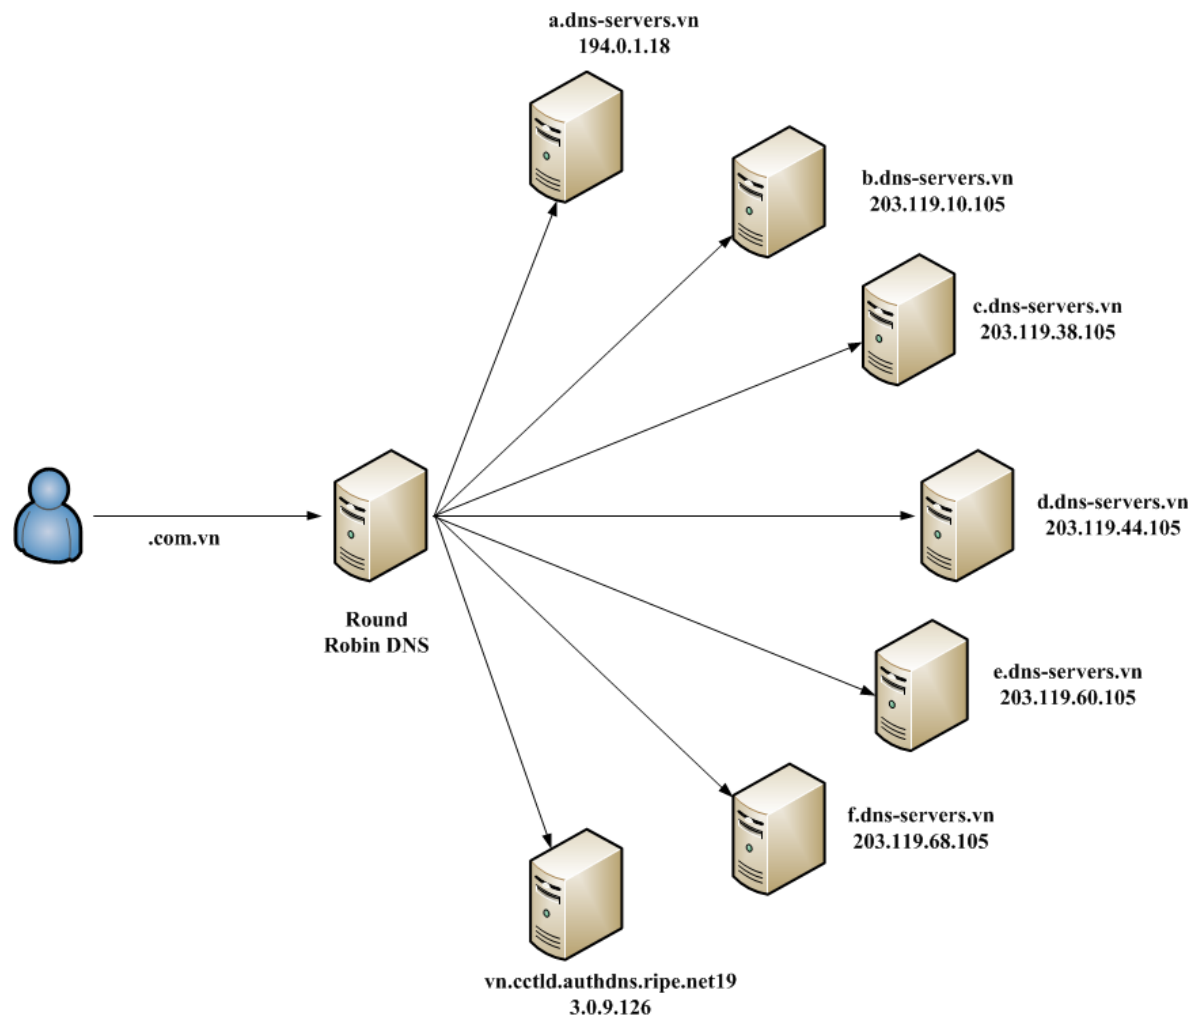 a.dns-servers.vn
194.0.1.18
b.dns-servers.vn
203.119.10.105
c.dns-servers.vn
203.119.38.105
d.dns-servers.vn
203.119.44.105
.com.vn
Round
Robin DNS
e.dns-servers.vn
203.119.60.105
f.dns-servers.vn
203.119.68.105
vn.cctld.authdns.ripe.net19
3.0.9.126